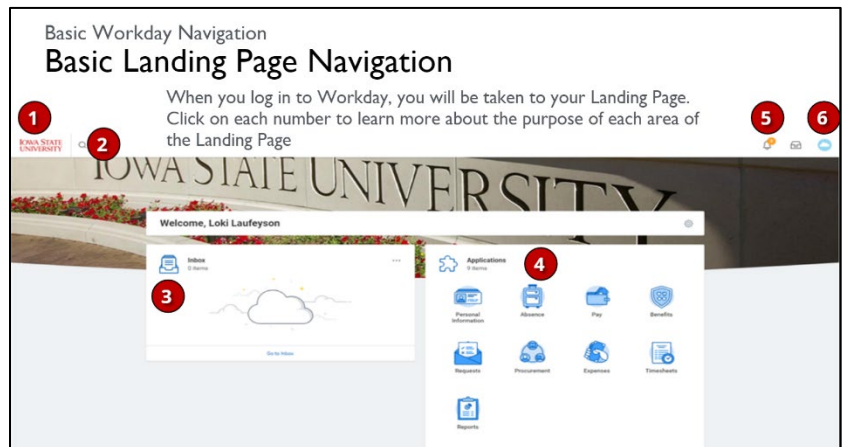 Basic Workday Navigation
Basic Landing Page Navigation
When you log in to Workday, you will be taken to your Landing Page.
Click on each number to learn more about the purpose of each area of
the Landing Page
1
2
5
6
IOWA STATE
UNIVERSITY
IOWA STATE UNIVERSITY
Welcome, Loki Laufeyson
Inbox
0 items
3
Go to Inbox
Applications
9 items
4
Personal
Information
Absence
Pay
Benefits
Requests
Procurement
Expenses
Timesheets
Reports